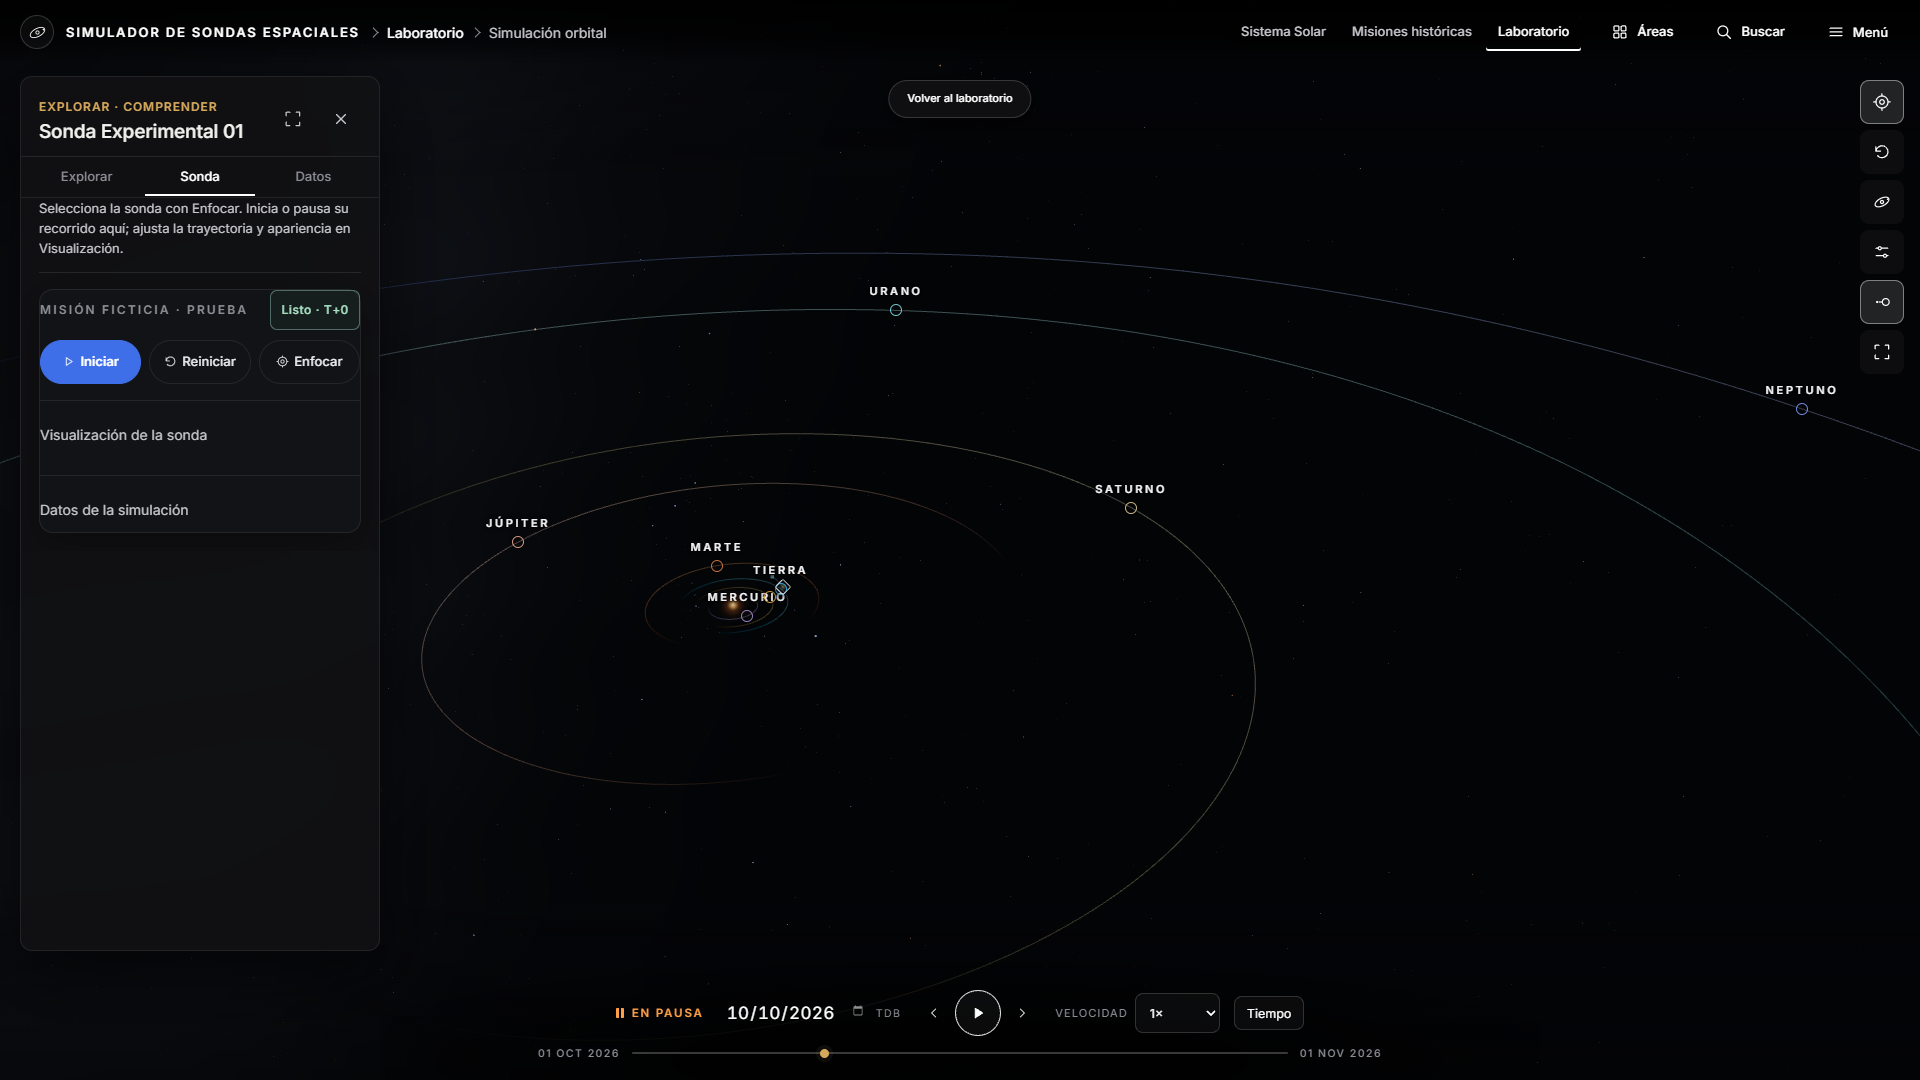 SIMULADOR DE SONDAS ESPACIALES
Laboratorio
Simulación orbital
Sistema Solar
Misiones históricas
Laboratorio
Áreas
Buscar
Menú
Volver al laboratorio
EXPLORAR · COMPRENDER
Sonda Experimental 01
Explorar
Sonda
Datos
Selecciona la sonda con Enfocar. Inicia o pausa su
recorrido aquí; ajusta la trayectoria y apariencia en
Visualización.
MISIÓN FICTICIA · PRUEBA
Listo · T+0
Iniciar
Reiniciar
Enfocar
Visualización de la sonda
Datos de la simulación
URANO
NEPTUNO
SATURNO
JÚPITER
MARTE
TIERRA
MERCURIO
EN PAUSA
10/10/2026
TDB
VELOCIDAD
1×
Tiempo
01 OCT 2026
01 NOV 2026